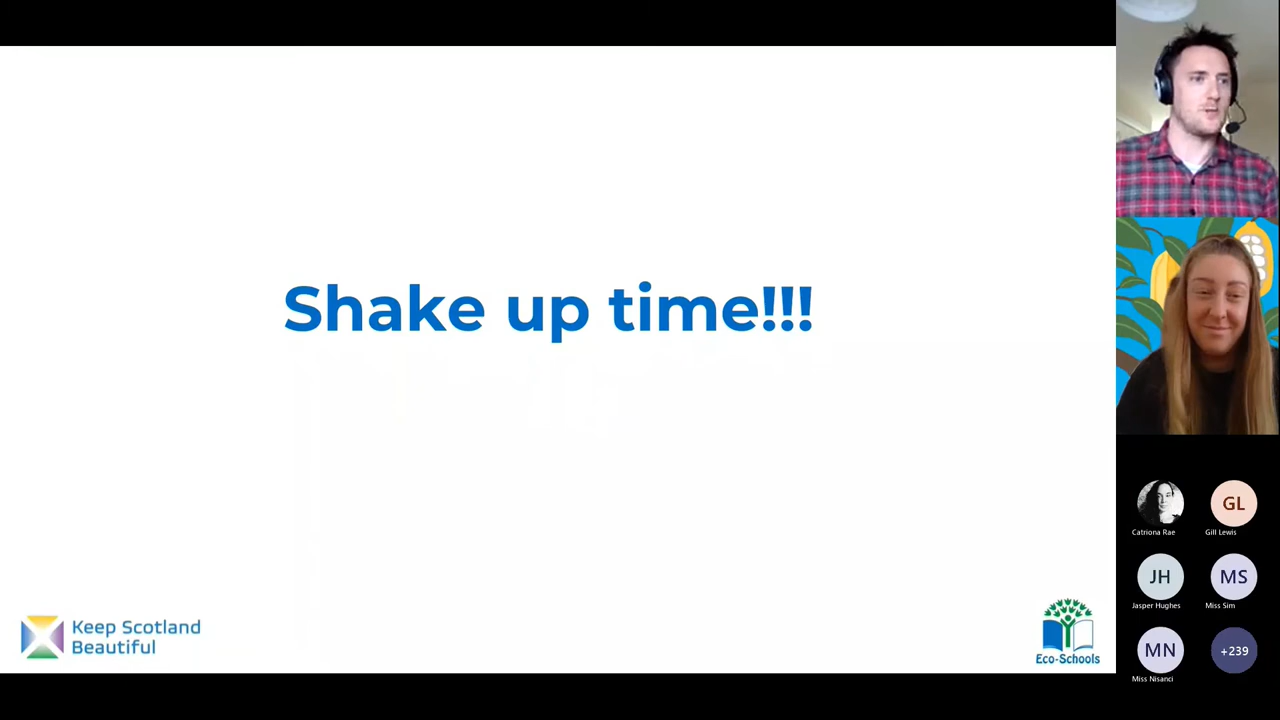 Shake up time!!!
Keep Scotland
Beautiful
Eco-Schools
Catriona Rae
GL
Gill Lewis
JH
Jasper Hughes
MS
Miss Sim
MN
Miss Nisanci
+239